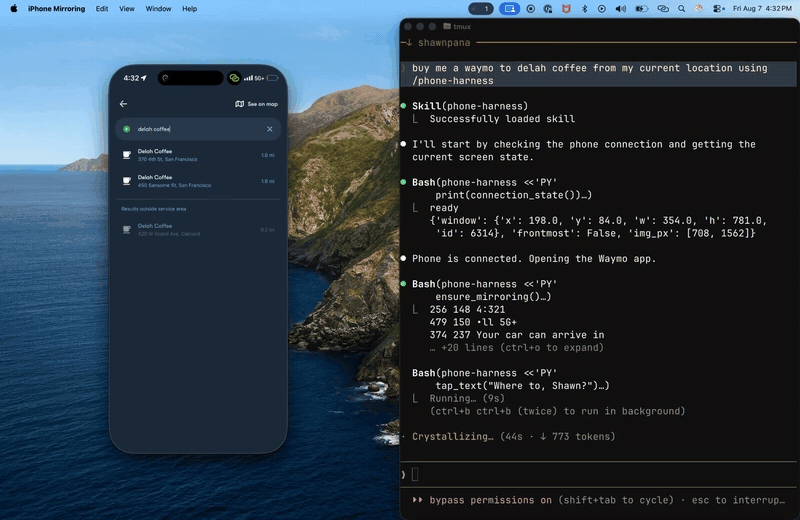 iPhone Mirroring Edit View Window Help
1
Fri Aug 7 4:32 PM
4:32
5G+
See on map
delah coffee
Delah Coffee
370 4th St, San Francisco
1.8 mi
Delah Coffee
450 Sansome St, San Francisco
1.8 mi
Results outside service area
Delah Coffee
420 W Grand Ave, Oakland
tmux
shawnpana
buy me a waymo to delah coffee from my current location using
/phone-harness
Skill(phone-harness)
Successfully loaded skill
I'll start by checking the phone connection and getting the
current screen state.
Bash(phone-harness <<'PY'
print(connection_state())…)
ready
{'window': {'x': 198.0, 'y': 84.0, 'w': 354.0, 'h': 781.0,
'id': 6314}, 'frontmost': False, 'img_px': [708, 1562]}
Phone is connected. Opening the Waymo app.
Bash(phone-harness <<'PY'
ensure_mirroring()…)
256 148 4:321
479 150 •ll 5G+
374 237 Your car can arrive in
… +20 lines (ctrl+o to expand)
Bash(phone-harness <<'PY'
tap_text("Where to, Shawn?")…)
Running… (9s)
(ctrl+b ctrl+b (twice) to run in background)
· Crystallizing… (44s · ↓ 773 tokens)
❯
⏵⏵ bypass permissions on (shift+tab to cycle) · esc to interrup…